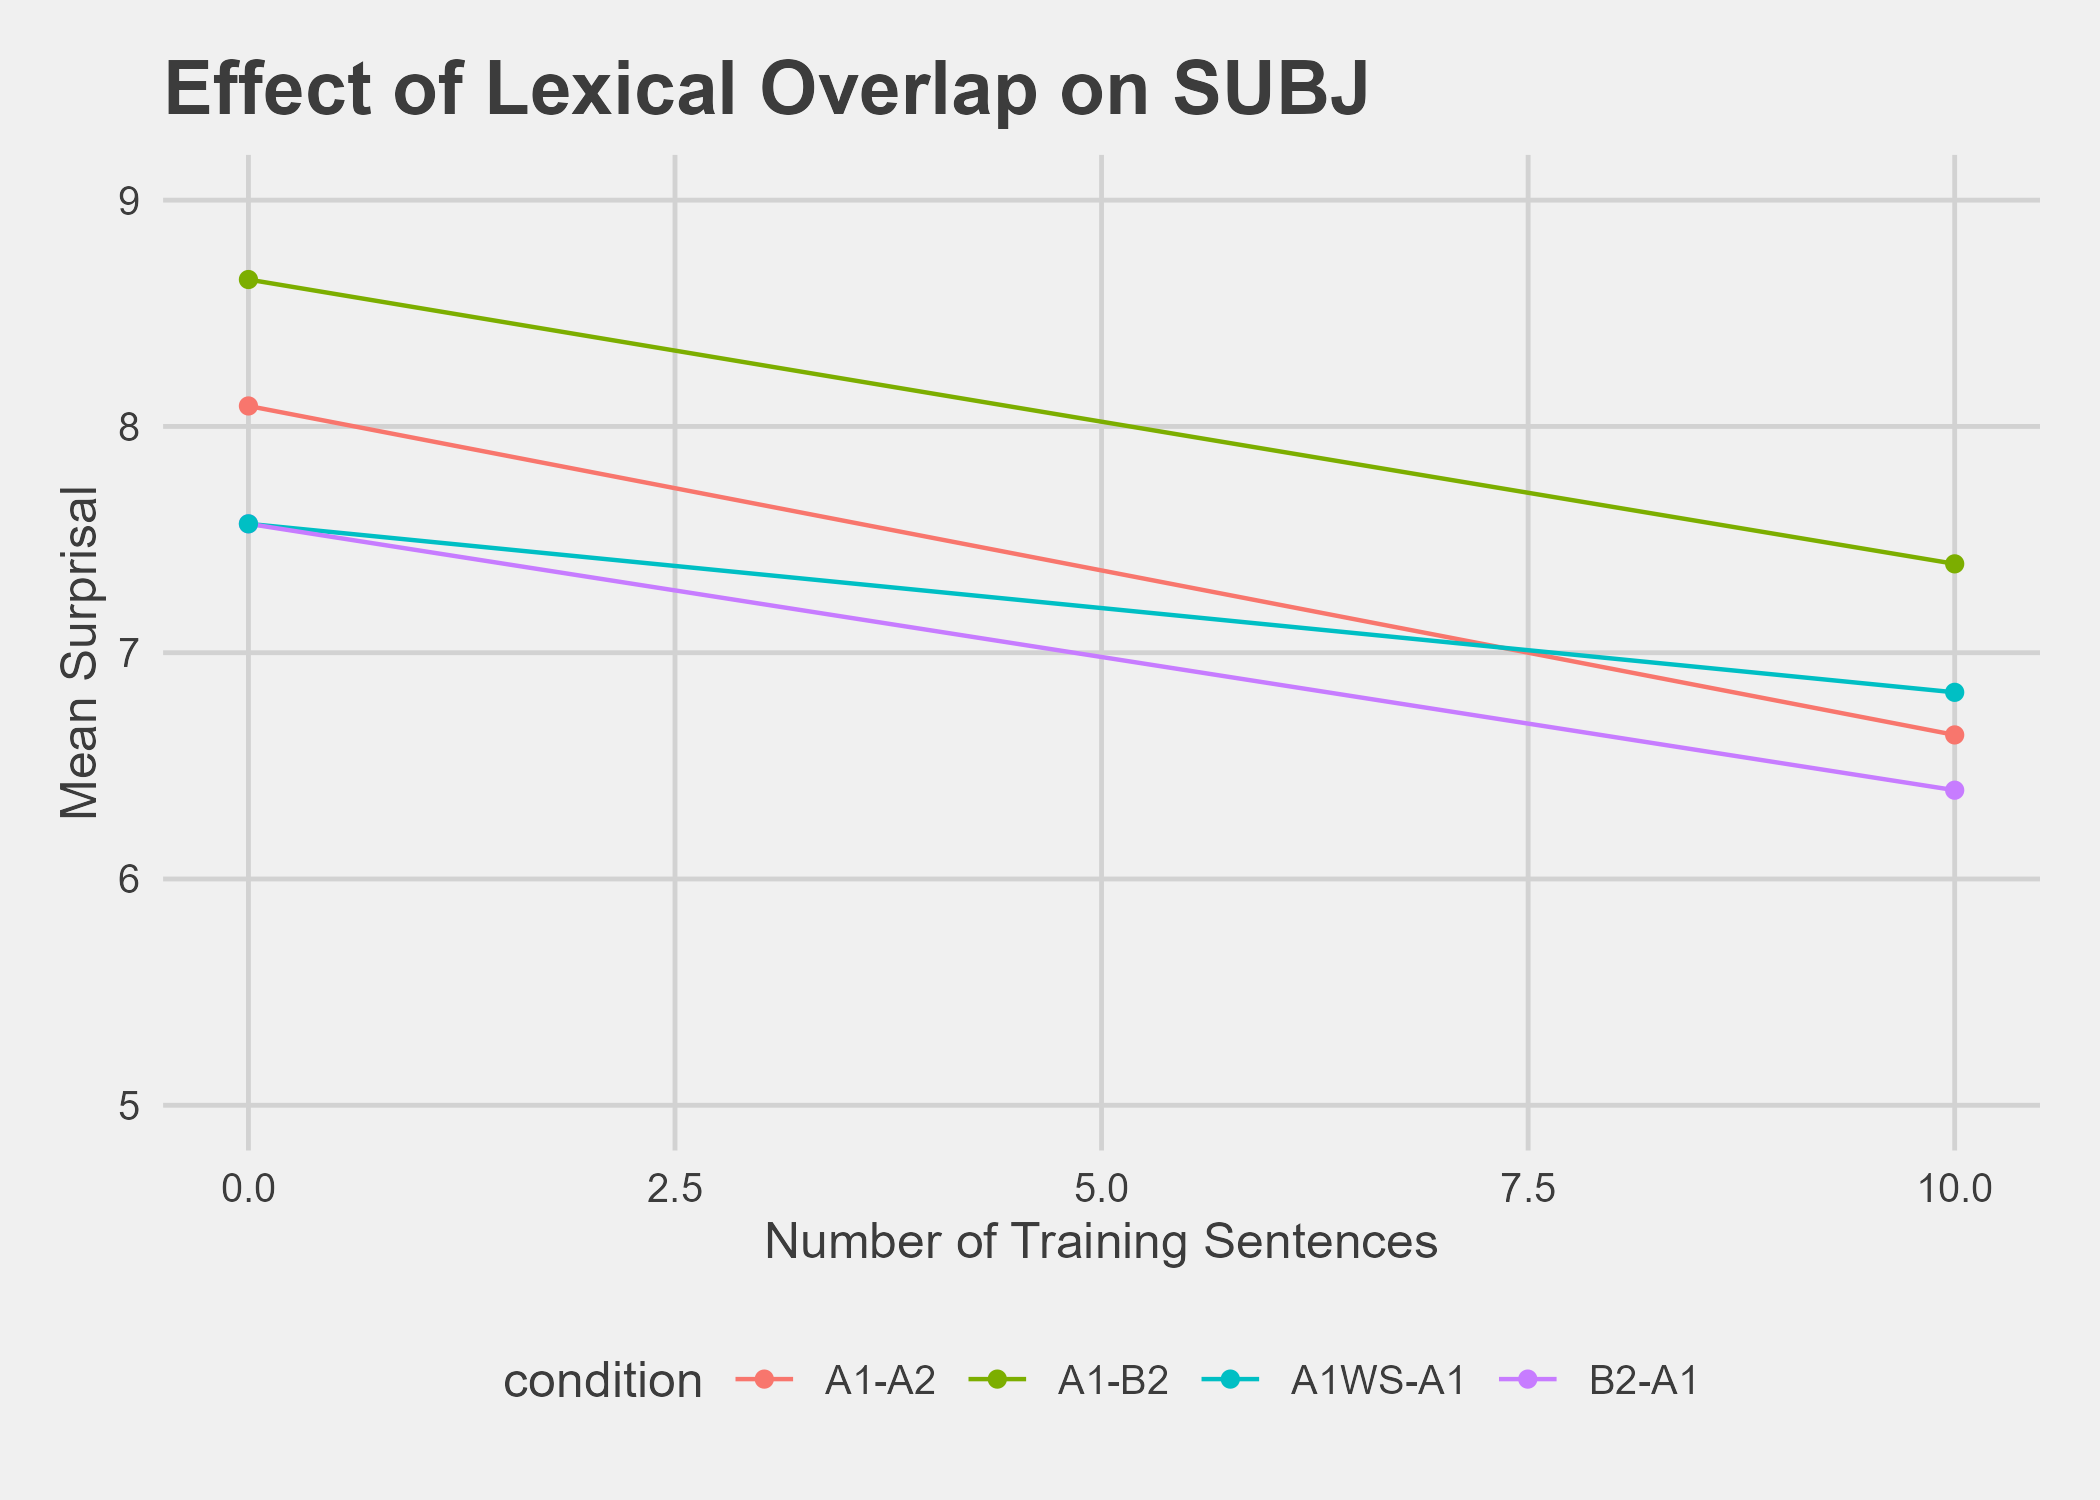 Effect of Lexical Overlap on SUBJ
9
8
7
6
5
Mean Surprisal
0.0 2.5 5.0 7.5 10.0
Number of Training Sentences
condition A1-A2 A1-B2 A1WS-A1 B2-A1